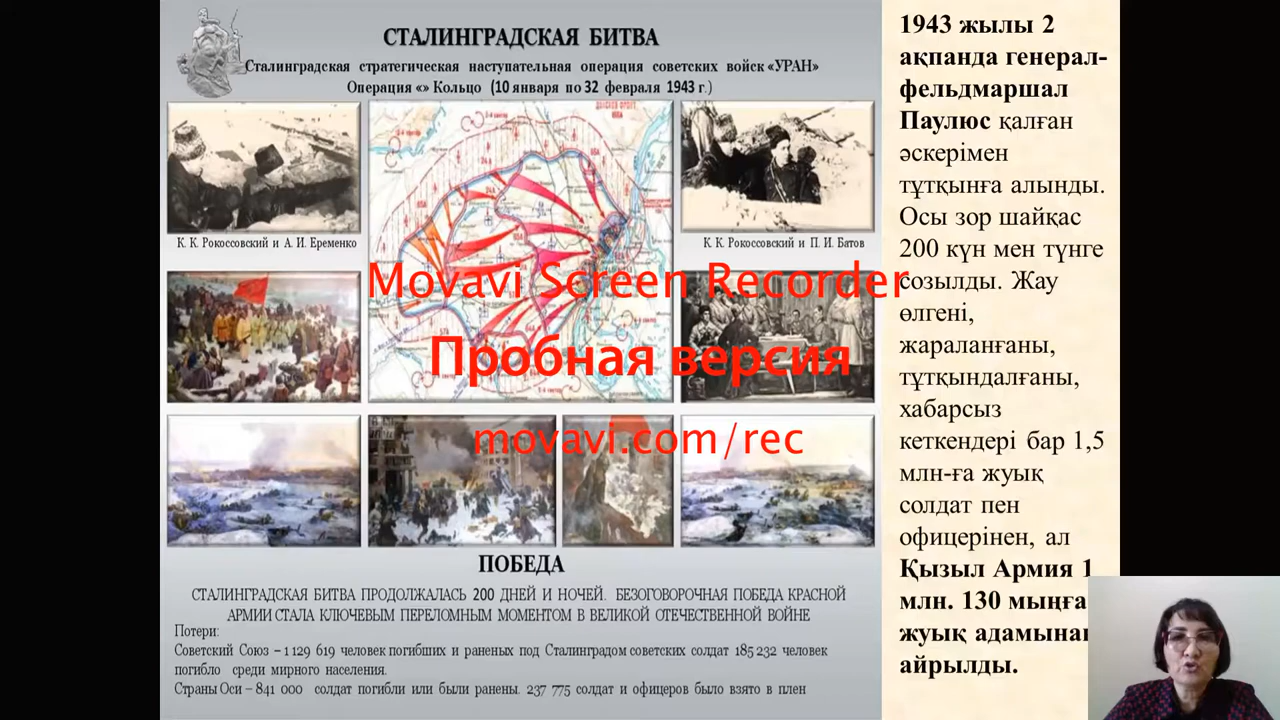 СТАЛИНГРАДСКАЯ БИТВА
Сталинградская стратгическая наступательная операция советских войск «УРАН»
Операция «» Кольцо (10 января по 32 февраля 1943 г.)
К. К. Рокоссовский и А. И. Еременко
К. К. Рокоссовский и П. И. Батов
Movavi Screen Recorder
Пробная версия
movavi.com/rec
ПОБЕДА
СТАЛИНГРАДСКАЯ БИТВА ПРОДОЛЖАЛАСЬ 200 ДНЕЙ И НОЧЕЙ. БЕЗОГОВОРОЧНАЯ ПОБЕДА КРАСНОЙ
АРМИИ СТАЛА КЛЮЧЕВЫМ ПЕРЕЛОМНЫМ МОМЕНТОМ В ВЕЛИКОЙ ОТЕЧЕСТВЕННОЙ ВОЙНЕ
Потери:
Советский Союз – 1 129 619 человек погибших и раненых под Сталинградом советских солдат 185 232 человек
погибло среди мирного населения.
Страны Оси – 841 000 солдат погибли или были ранены. 237 775 солдат и офицеров было взято в плен
1943 жылы 2
ақпанда генерал-
фельдмаршал
Паулюс қалған
әскерімен
тұтқынға алынды.
Осы зор шайқас
200 күн мен түнге
созылды. Жау
өлгені,
жараланғаны,
тұтқындалғаны,
хабарсыз
кеткендері бар 1,5
млн-ға жуық
солдат пен
офицерінен, ал
Қызыл Армия 1
млн. 130 мыңға
жуық
айрылды.